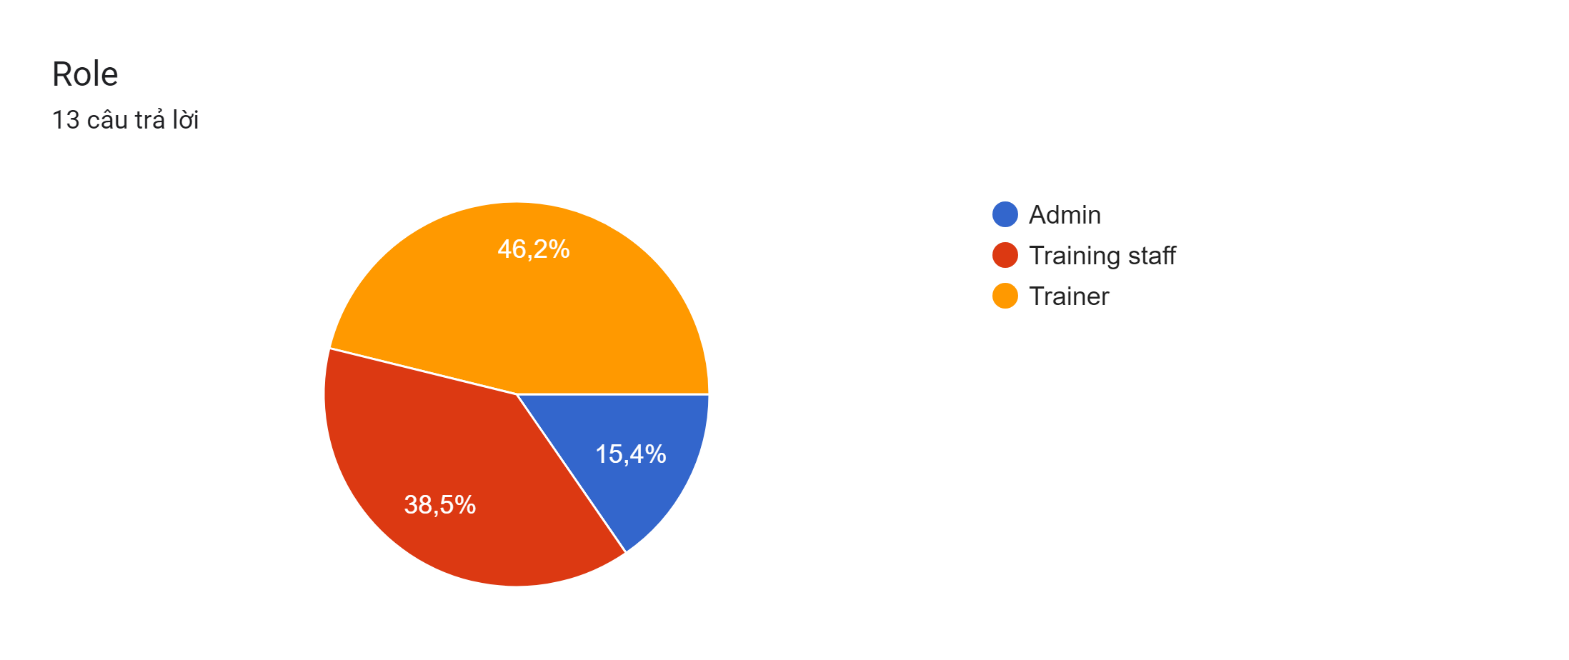 Role
13 câu trả lời
46,2%
15,4%
38,5%
Admin
Training staff
Trainer